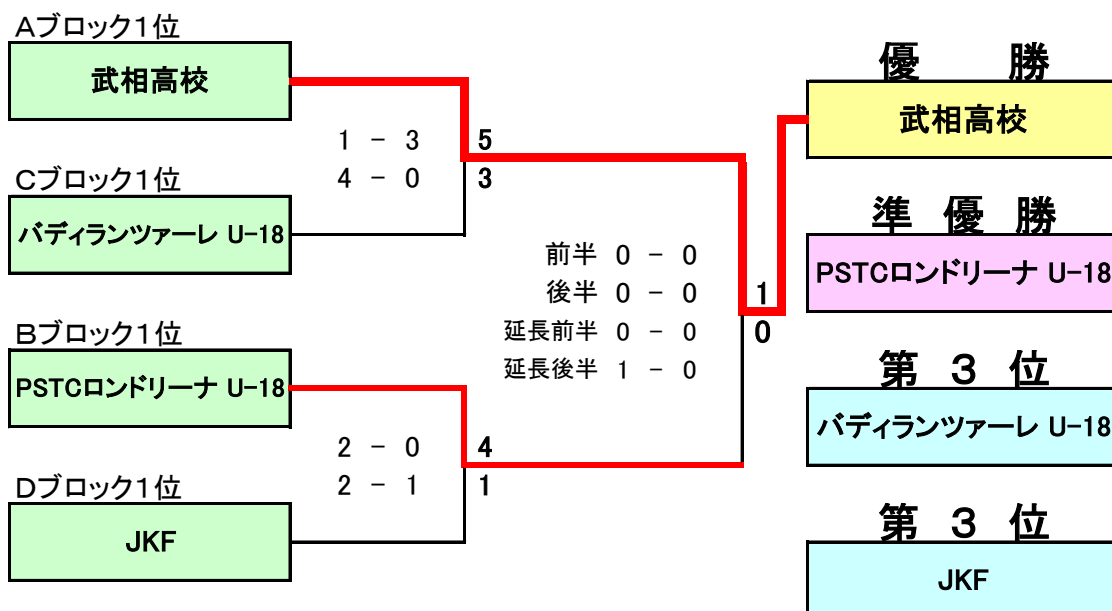 Aブロック1位
武相高校
1 - 3 5
4 - 0 3
Cブロック1位
バディランツァーレ U-18
前半 0 - 0
後半 0 - 0
延長前半 0 - 0
延長後半 1 - 0
1
0
Bブロック1位
PSTCロンドリーナ U-18
2 - 0 4
2 - 1 1
Dブロック1位
JKF
優 勝
武相高校
準 優 勝
PSTCロンドリーナ U-18
第 3 位
バディランツァーレ U-18
第 3 位
JKF